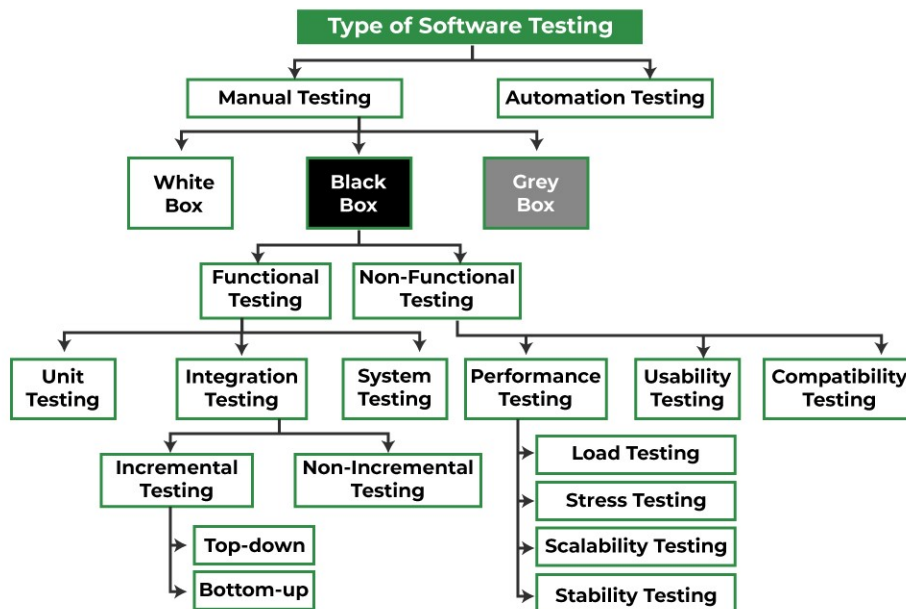 Type of Software Testing
Manual Testing
Automation Testing
White
Box
Black
Box
Grey
Box
Functional
Testing
Non-Functional
Testing
Unit
Testing
Integration
Testing
System
Testing
Performance
Testing
Usability
Testing
Compatibility
Testing
Incremental
Testing
Non-Incremental
Testing
Load Testing
Stress Testing
Scalability Testing
Stability Testing
Top-down
Bottom-up